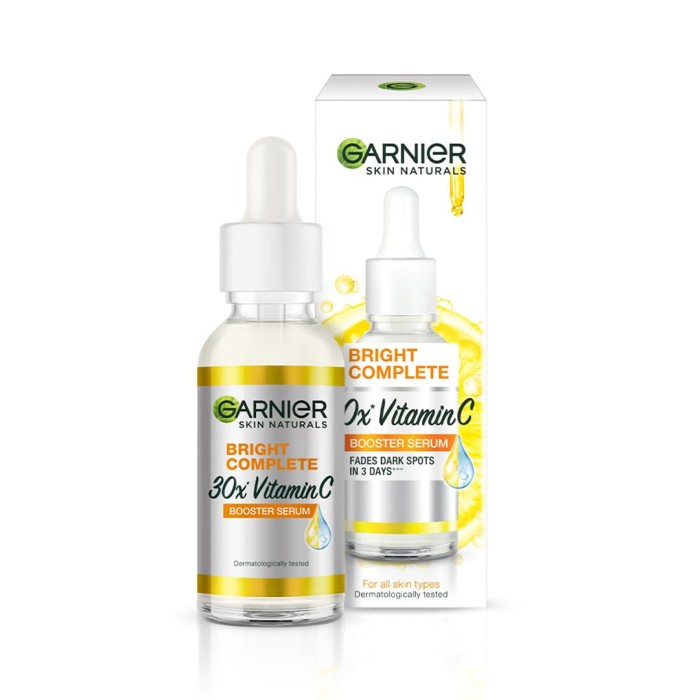 GARNIER
SKIN NATURALS
BRIGHT
COMPLETE
30x* Vitamin C
BOOSTER SERUM
Dermatologically tested
GARNIER
SKIN NATURALS
BRIGHT
COMPLETE
0x* Vitamin C
BOOSTER SERUM
FADES DARK SPOTS
IN 3 DAYS***
For all skin types
Dermatologically tested